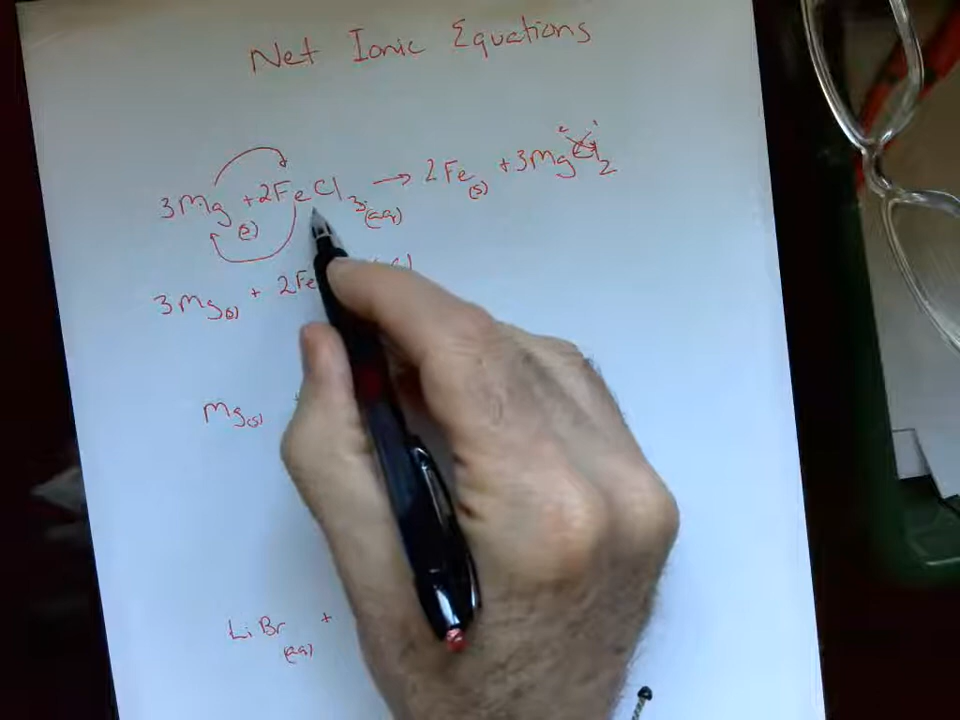 Net Ionic Equations
3Mg(s) + 2FeCl3(aq) → 2Fe(s) + 3MgCl2
3Mg(s) + 2Fe
Mg(s)
LiBr(aq) +